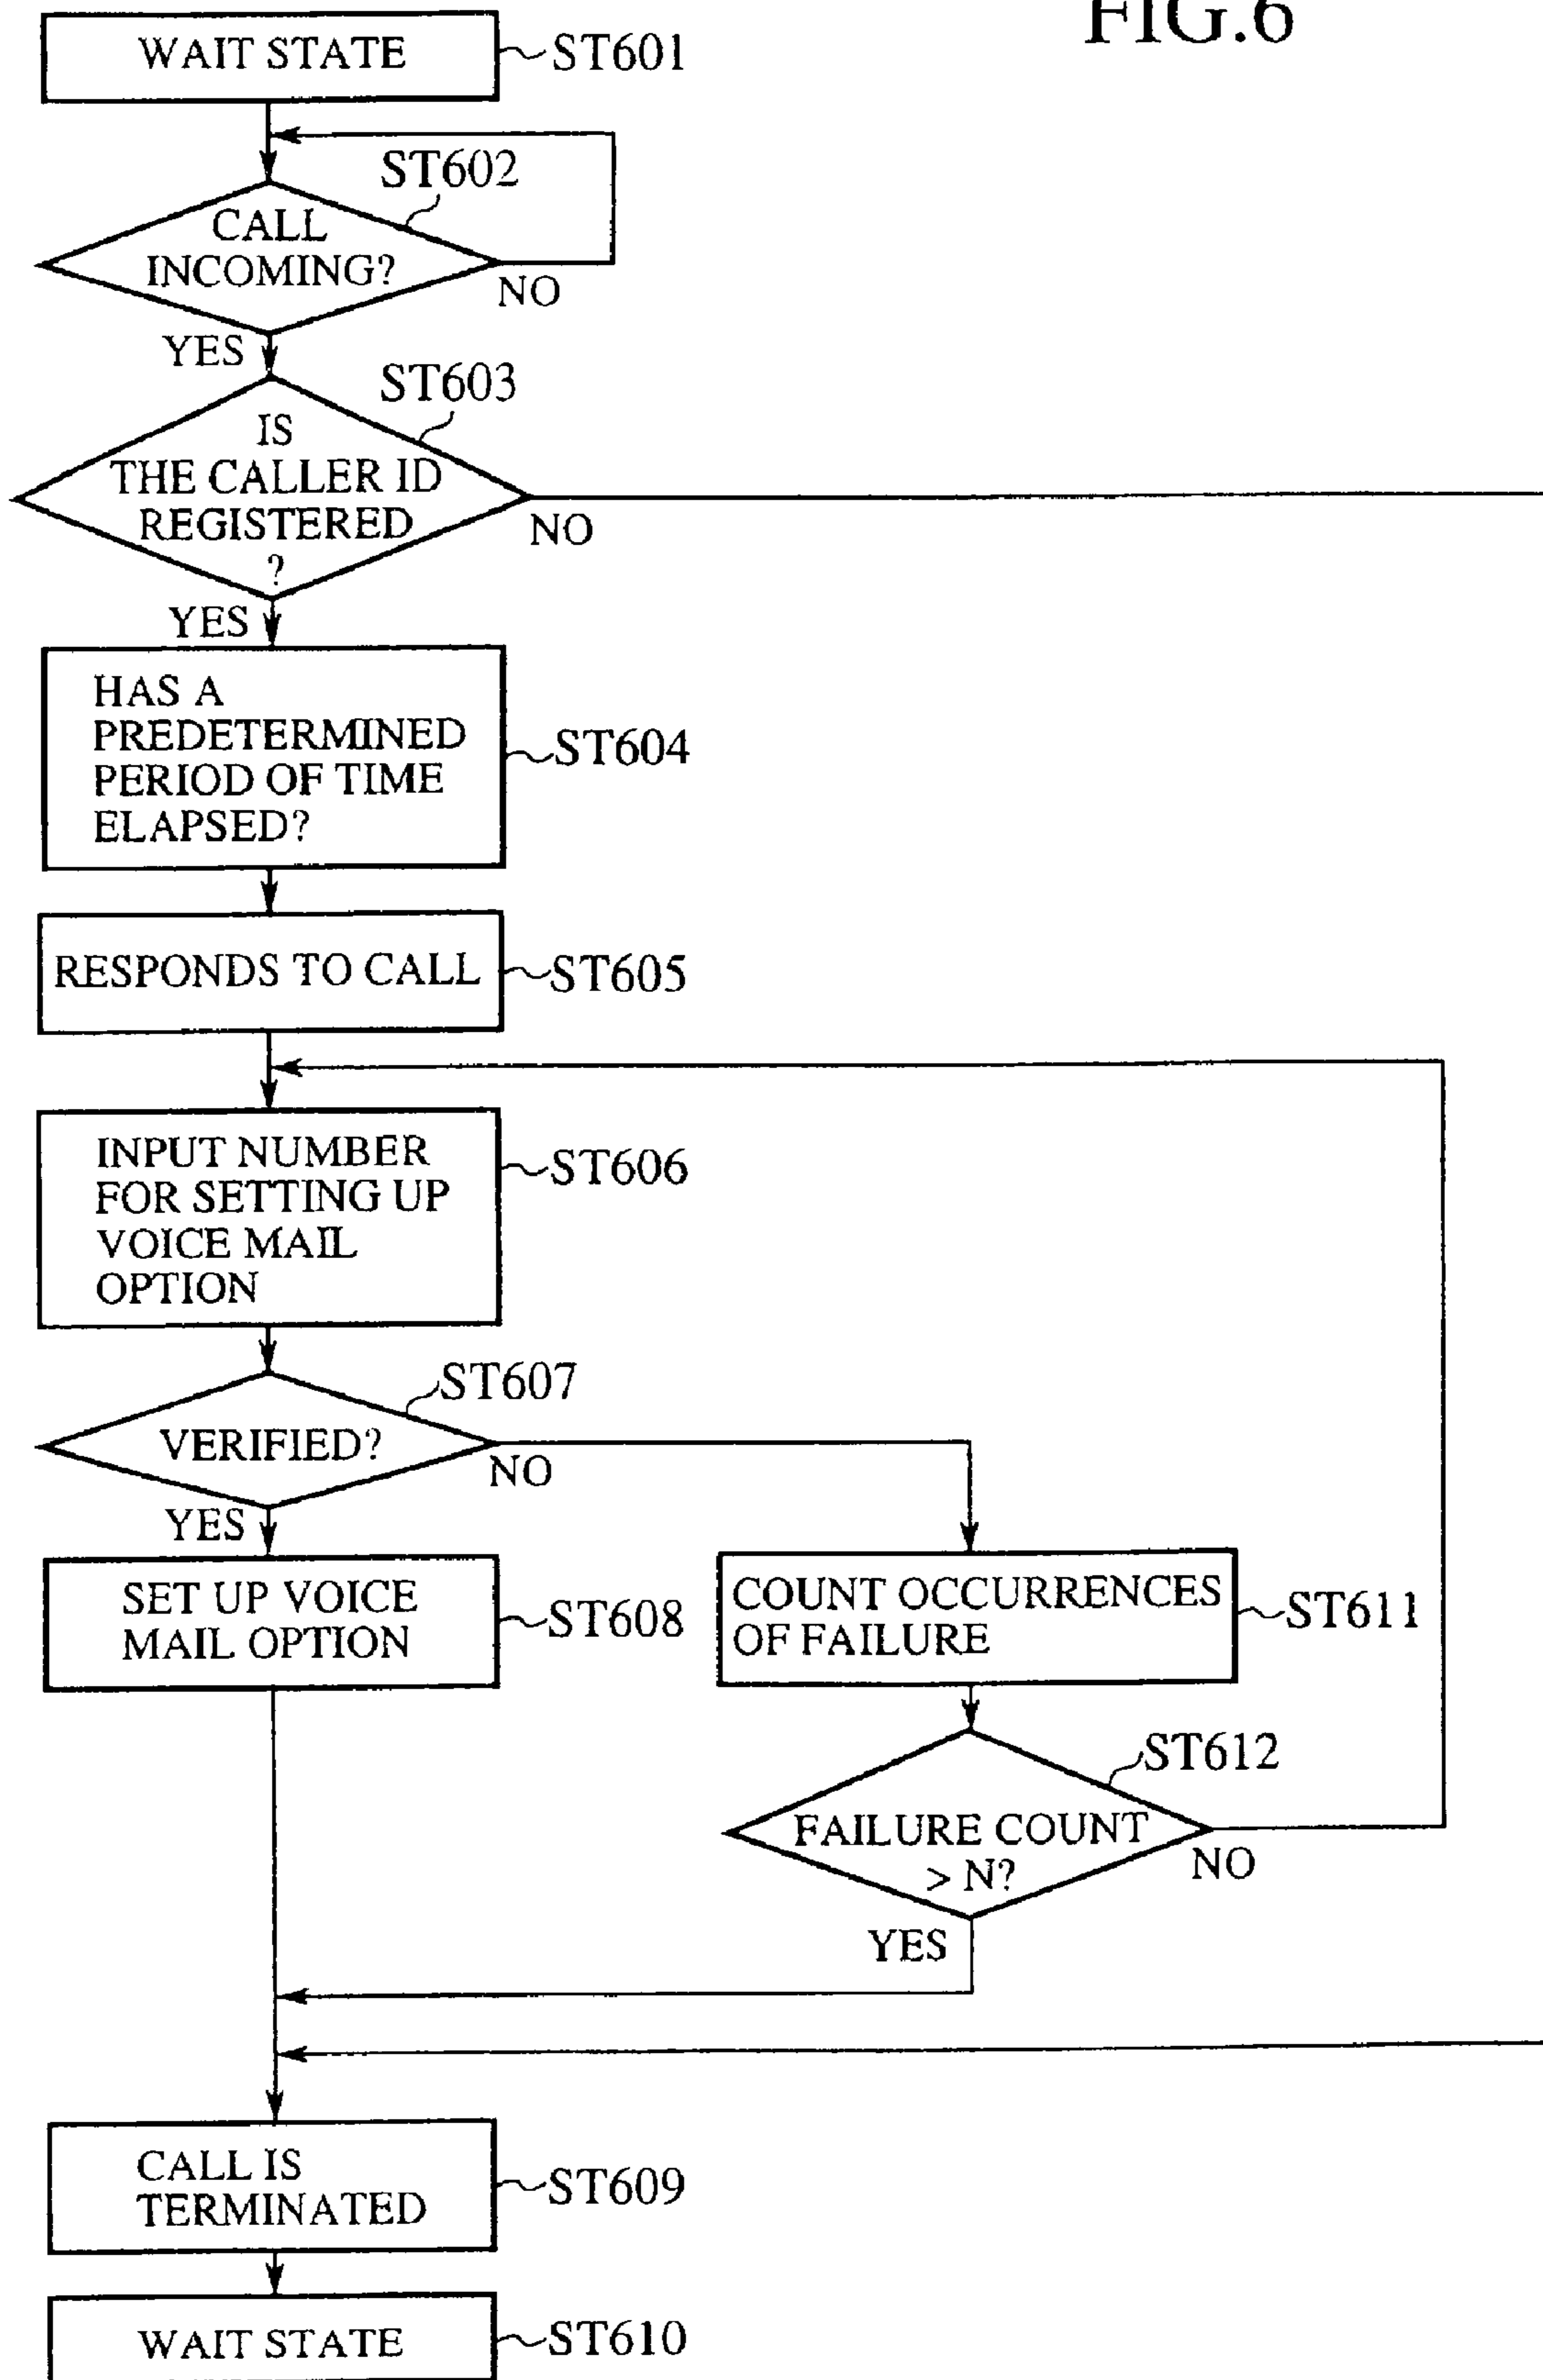 FIG.6
WAIT STATE
ST601
ST602
CALL
INCOMING?
NO
YES
ST603
IS
THE CALLER ID
REGISTERED
?
NO
YES
HAS A
PREDETERMINED
PERIOD OF TIME
ELAPSED?
ST604
RESPONDS TO CALL
ST605
INPUT NUMBER
FOR SETTING UP
VOICE MAIL
OPTION
ST606
ST607
VERIFIED?
NO
YES
SET UP VOICE
MAIL OPTION
ST608
COUNT OCCURRENCES
OF FAILURE
ST611
ST612
FAILURE COUNT
> N?
NO
YES
CALL IS
TERMINATED
ST609
WAIT STATE
ST610